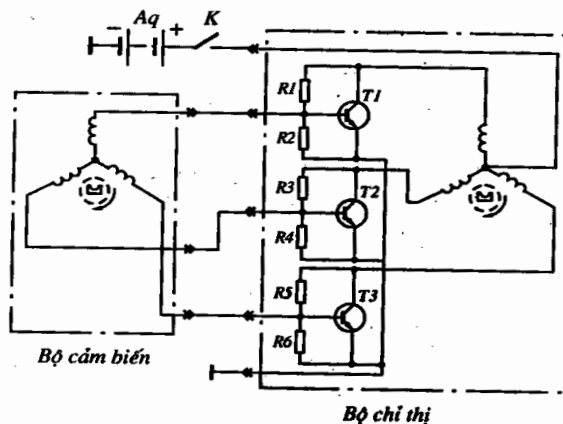 − Aq + K
R1 T1
R2
R3 T2
R4
R5 T3
R6
Bộ cảm biến
Bộ chỉ thị